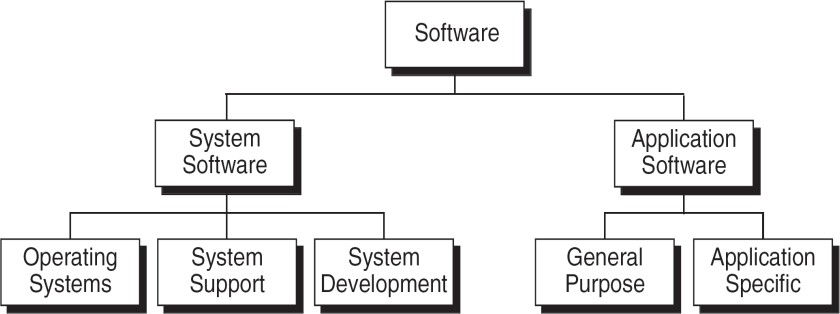 Software
System
Software
Application
Software
Operating
Systems
System
Support
System
Development
General
Purpose
Application
Specific